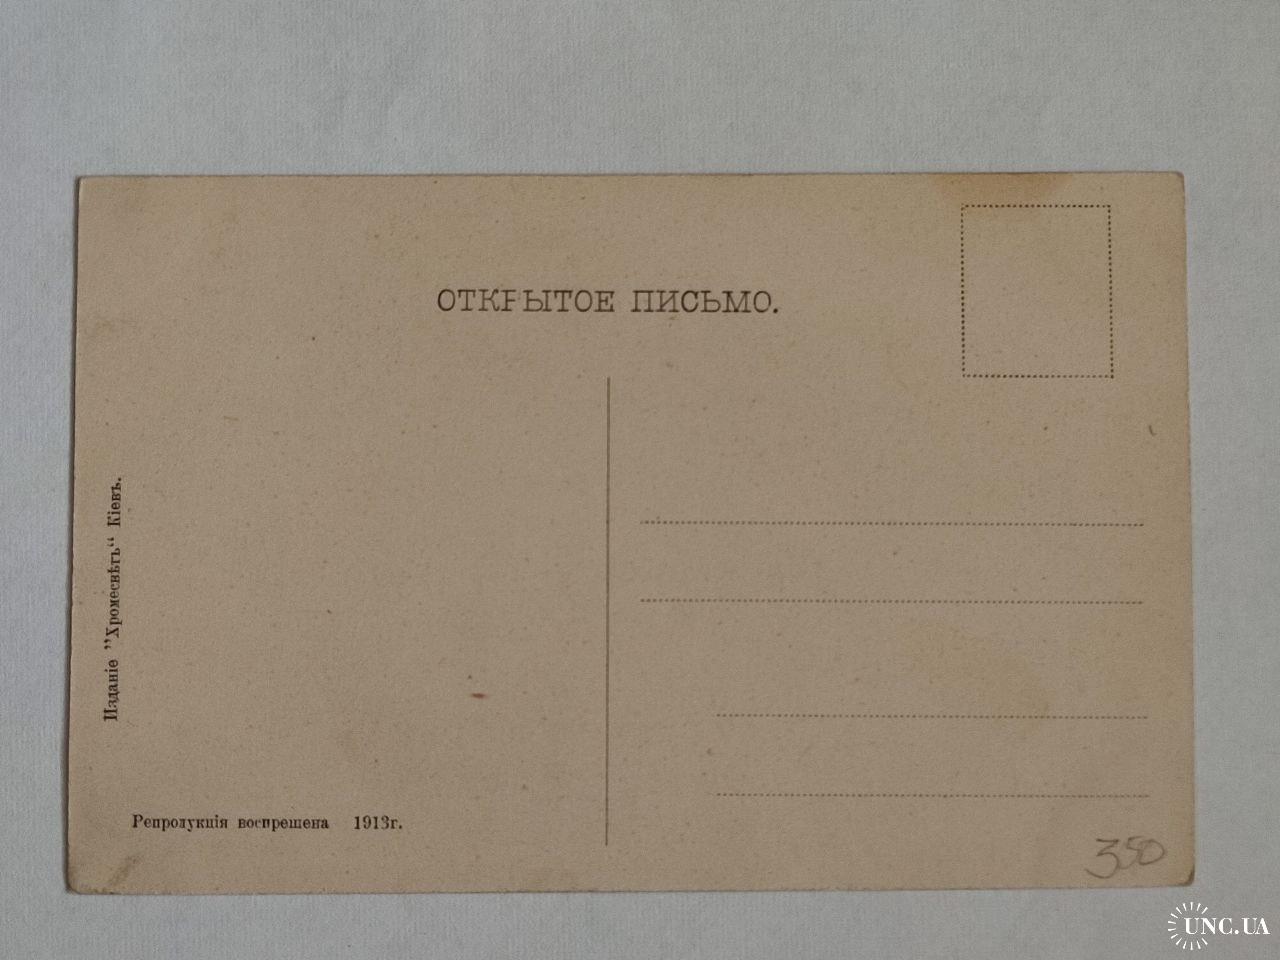 ОТКРЫТОЕ ПИСЬМО.
Изданіе "Хромесвѣтъ“ Кіевъ.
Репродукція воспрещена 1913г.
350
UNC.UA